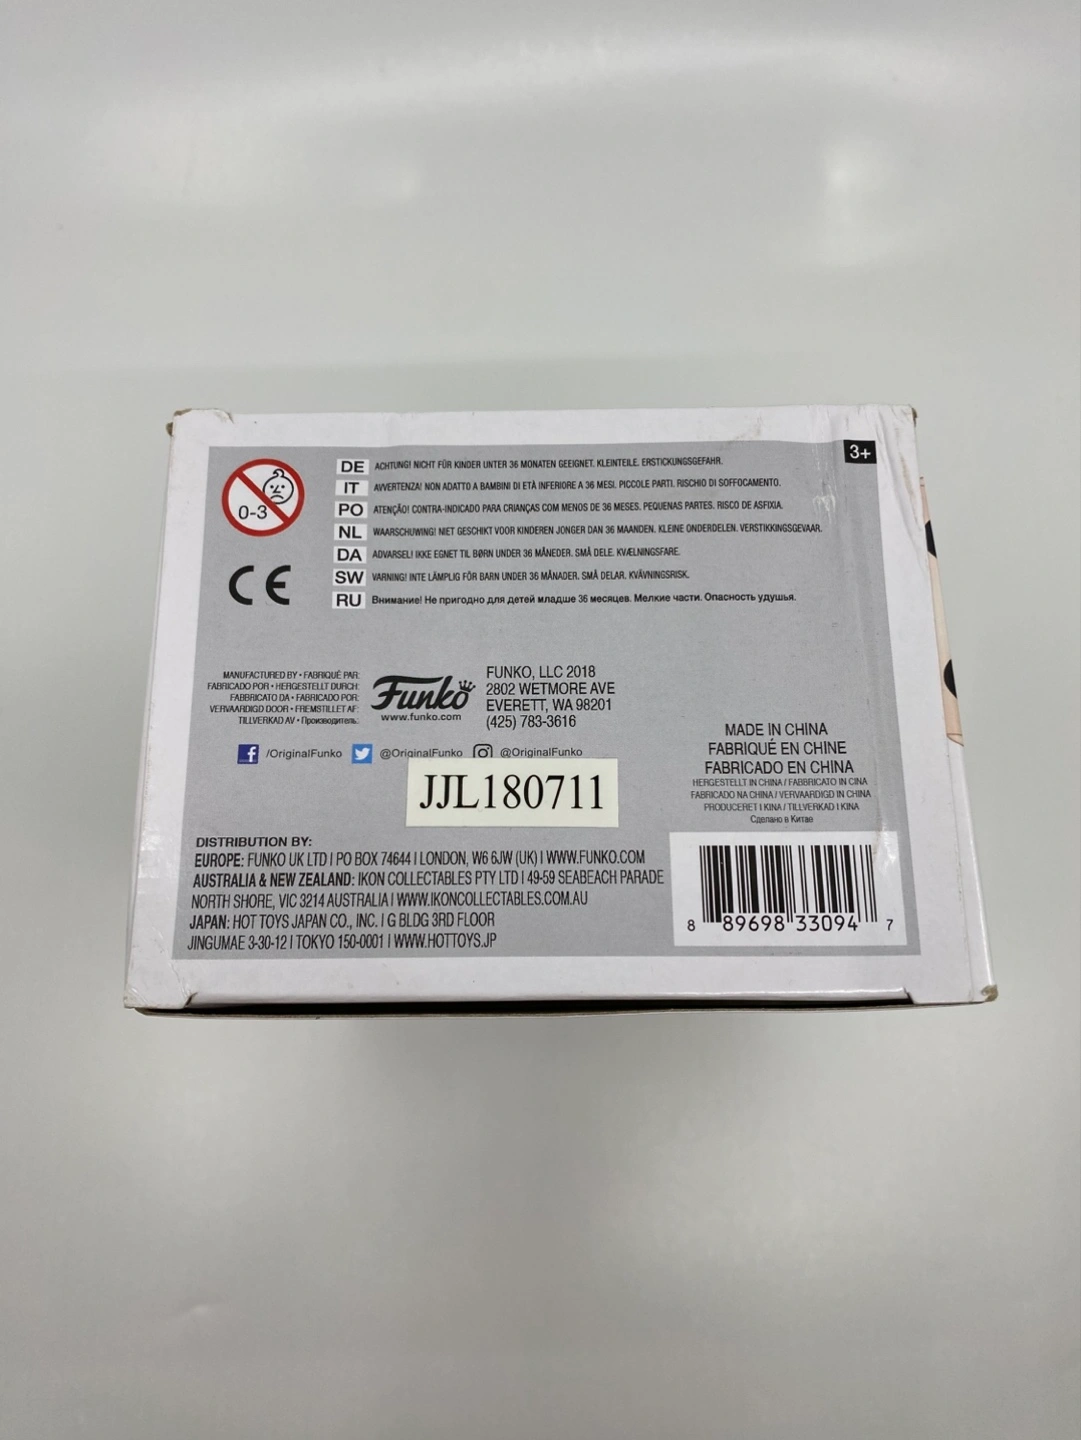 3+
0-3
DE ACHTUNG! NICHT FÜR KINDER UNTER 36 MONATEN GEEIGNET. KLEINTEILE. ERSTICKUNGSGEFAHR.
IT AVVERTENZA! NON ADATTO A BAMBINI DI ETÀ INFERIORE A 36 MESI. PICCOLE PARTI. RISCHIO DI SOFFOCAMENTO.
PO ATENÇÃO! CONTRA-INDICADO PARA CRIANÇAS COM MENOS DE 36 MESES. PEQUENAS PARTES. RISCO DE ASFIXIA.
NL WAARSCHUWING! NIET GESCHIKT VOOR KINDEREN JONGER DAN 36 MAANDEN. KLEINE ONDERDELEN. VERSTIKKINGSGEVAAR.
DA ADVARSEL! IKKE EGNET TIL BØRN UNDER 36 MÅNEDER. SMÅ DELE. KVÆLNINGSFARE.
SW VARNING! INTE LÄMPLIG FÖR BARN UNDER 36 MÅNADER. SMÅ DELAR. KVÄVNINGSRISK.
RU Внимание! Не пригодно для детей младше 36 месяцев. Мелкие части. Опасность удушья.
CE
MANUFACTURED BY • FABRIQUÉ PAR:
FABRICADO POR • HERGESTELLT DURCH:
FABBRICATO DA • FABRICADO POR:
VERVAARDIGD DOOR • FREMSTILLET AF:
TILLVERKAD AV • Производитель:
Funko
www.funko.com
FUNKO, LLC 2018
2802 WETMORE AVE
EVERETT, WA 98201
(425) 783-3616
f /OriginalFunko @OriginalFunko @OriginalFunko
JJL180711
MADE IN CHINA
FABRIQUÉ EN CHINE
FABRICADO EN CHINA
HERGESTELLT IN CHINA / FABBRICATO IN CINA
FABRICADO NA CHINA / VERVAARDIGD IN CHINA
PRODUCERET I KINA / TILLVERKAD I KINA
Сделано в Китае
DISTRIBUTION BY:
EUROPE: FUNKO UK LTD | PO BOX 74644 | LONDON, W6 6JW (UK) | WWW.FUNKO.COM
AUSTRALIA & NEW ZEALAND: IKON COLLECTABLES PTY LTD | 49-59 SEABEACH PARADE
NORTH SHORE, VIC 3214 AUSTRALIA | WWW.IKONCOLLECTABLES.COM.AU
JAPAN: HOT TOYS JAPAN CO., INC. | G BLDG 3RD FLOOR
JINGUMAE 3-30-12 | TOKYO 150-0001 | WWW.HOTTOYS.JP
8 89698 33094 7